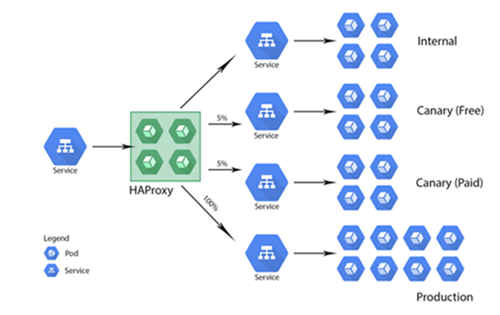 Service
Internal
5%
Service
Canary (Free)
Service
HAProxy
5%
Service
Canary (Paid)
100%
Service
Production
Legend
Pod
Service